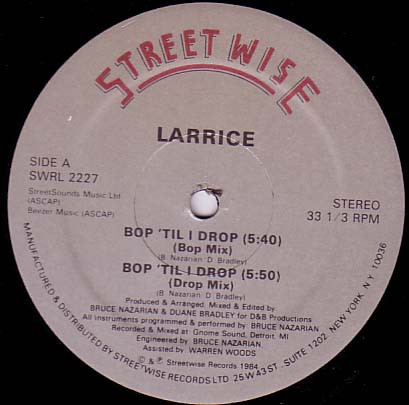 STREETWISE
LARRICE
SIDE A
SWRL 2227
StreetSounds Music Ltd
(ASCAP)
Beezer Music (ASCAP)
STEREO
33 1/3 RPM
BOP 'TIL I DROP (5:40)
(Bop Mix)
(B. Nazarian: D. Bradley)
BOP 'TIL I DROP (5:50)
(Drop Mix)
(B. Nazarian: D. Bradley)
Produced & Arranged, Mixed & Edited by
BRUCE NAZARIAN & DUANE BRADLEY for D&B Productions
All instruments programmed & performed by: BRUCE NAZARIAN
Recorded & Mixed at: Gnome Sound, Detroit, MI
Engineered by: BRUCE NAZARIAN
Assisted by: WARREN WOODS
© & ℗ Streetwise Records 1984
MANUFACTURED & DISTRIBUTED BY STREETWISE RECORDS LTD 25 W 43 ST. - SUITE 1202 NEW YORK, N.Y. 10036